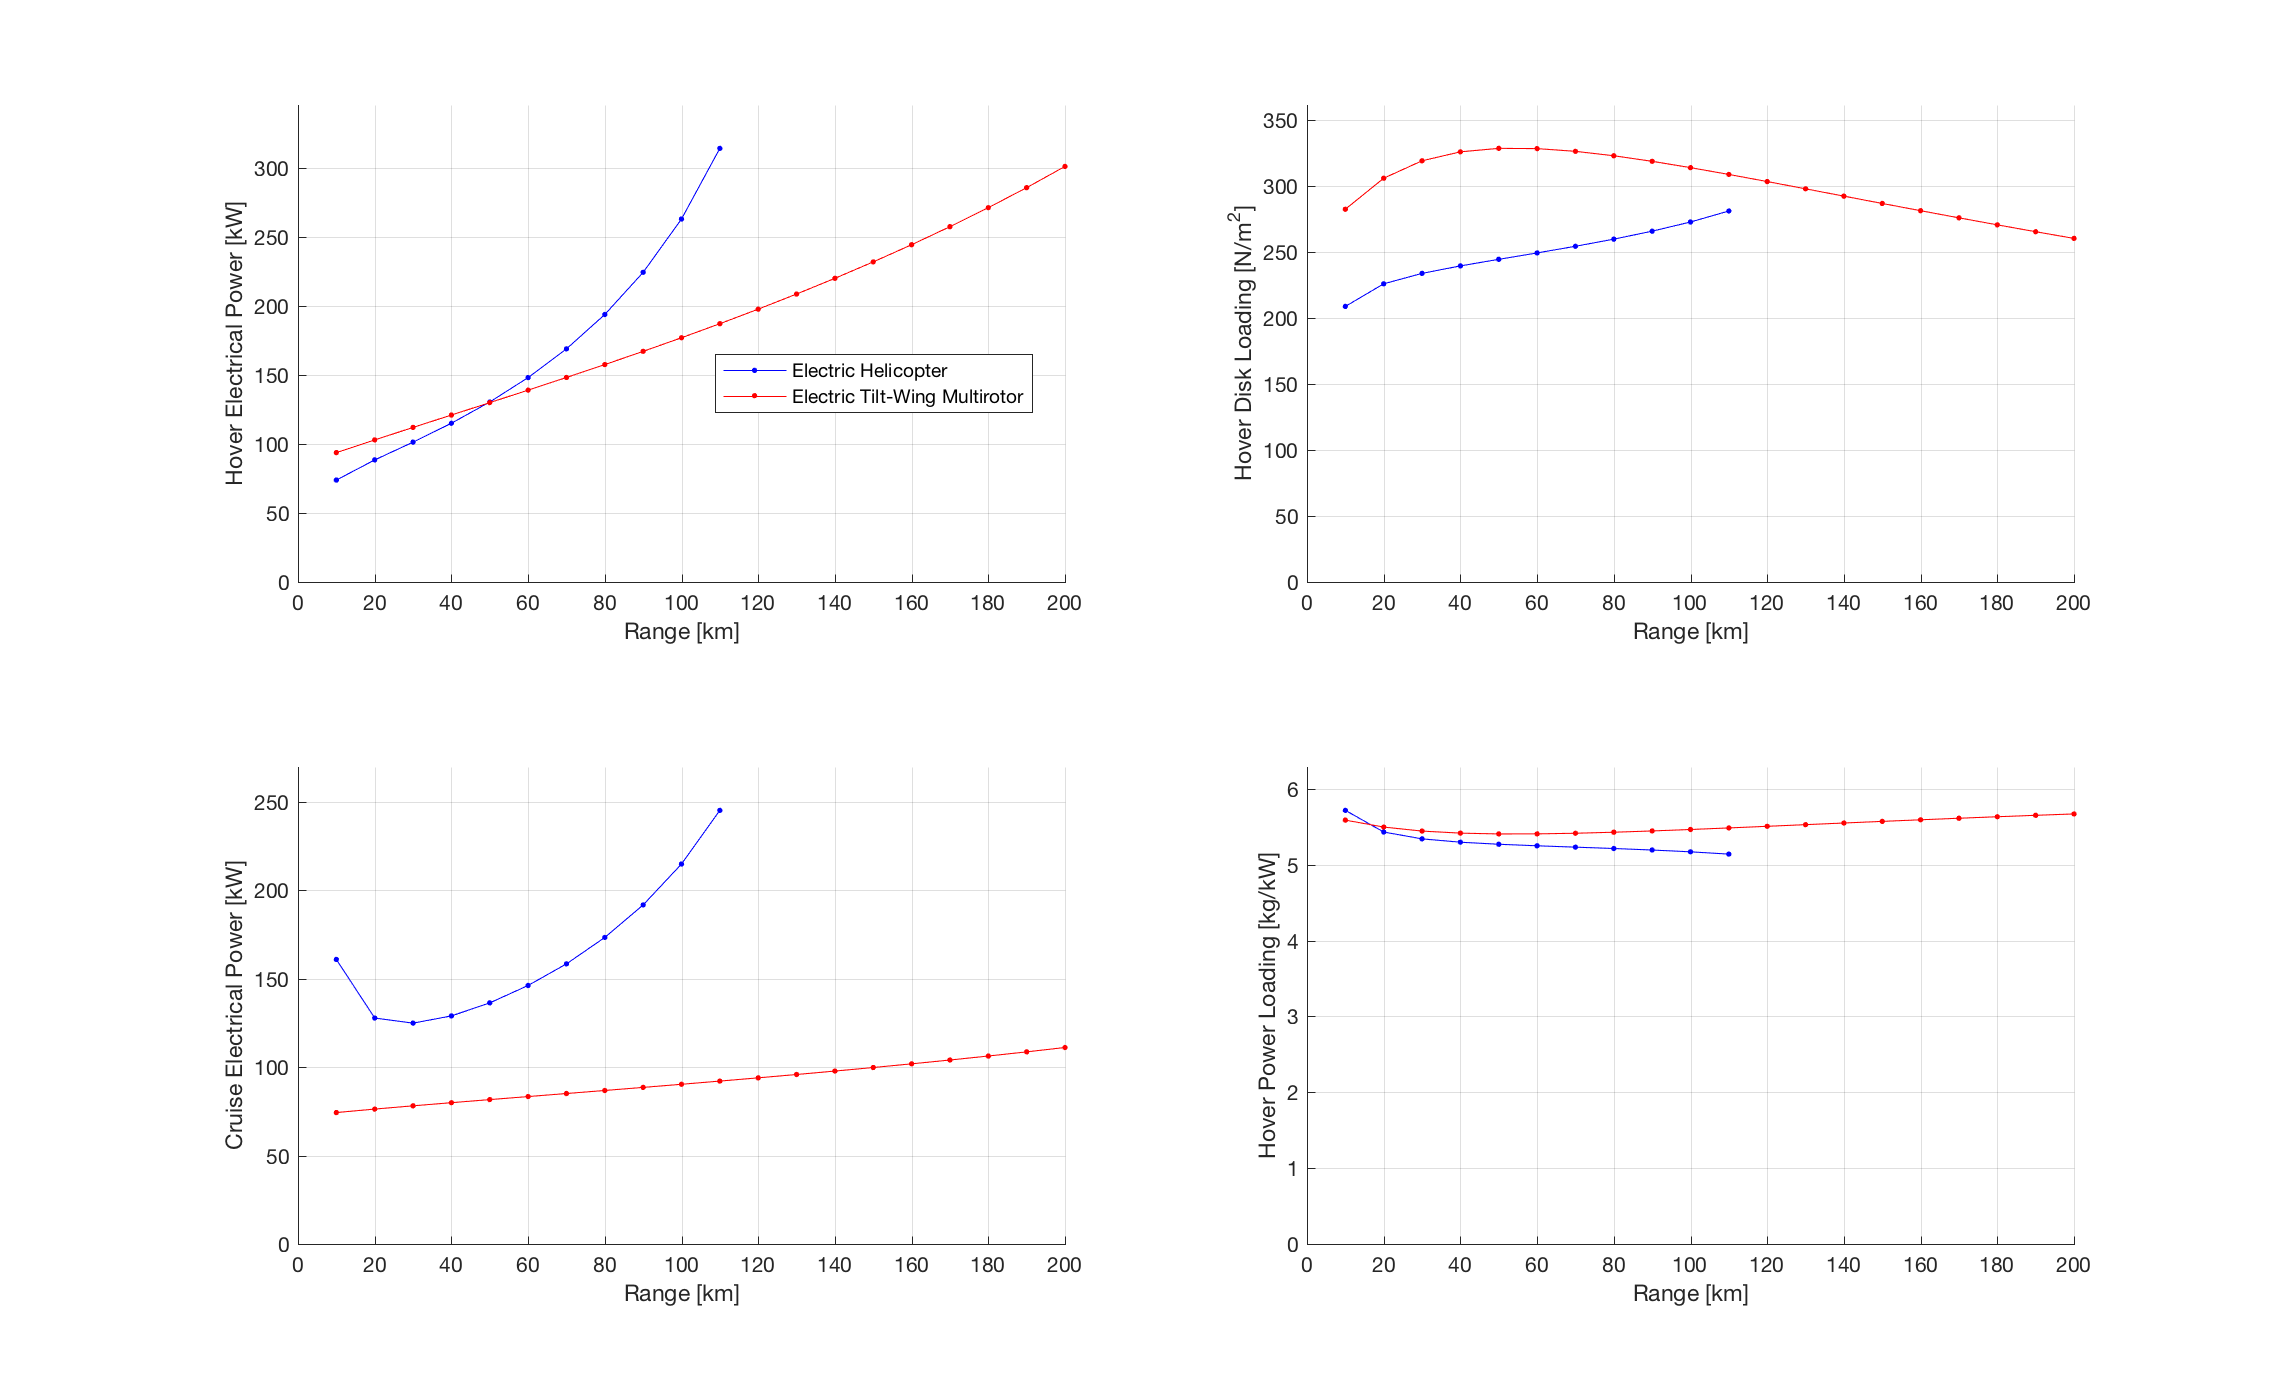 Hover Electrical Power [kW]
300
250
200
150
100
50
0
0 20 40 60 80 100 120 140 160 180 200
Range [km]
Electric Helicopter
Electric Tilt-Wing Multirotor
Hover Disk Loading [N/m²]
350
300
250
200
150
100
50
0
0 20 40 60 80 100 120 140 160 180 200
Range [km]
Cruise Electrical Power [kW]
250
200
150
100
50
0
0 20 40 60 80 100 120 140 160 180 200
Range [km]
Hover Power Loading [kg/kW]
6
5
4
3
2
1
0
0 20 40 60 80 100 120 140 160 180 200
Range [km]